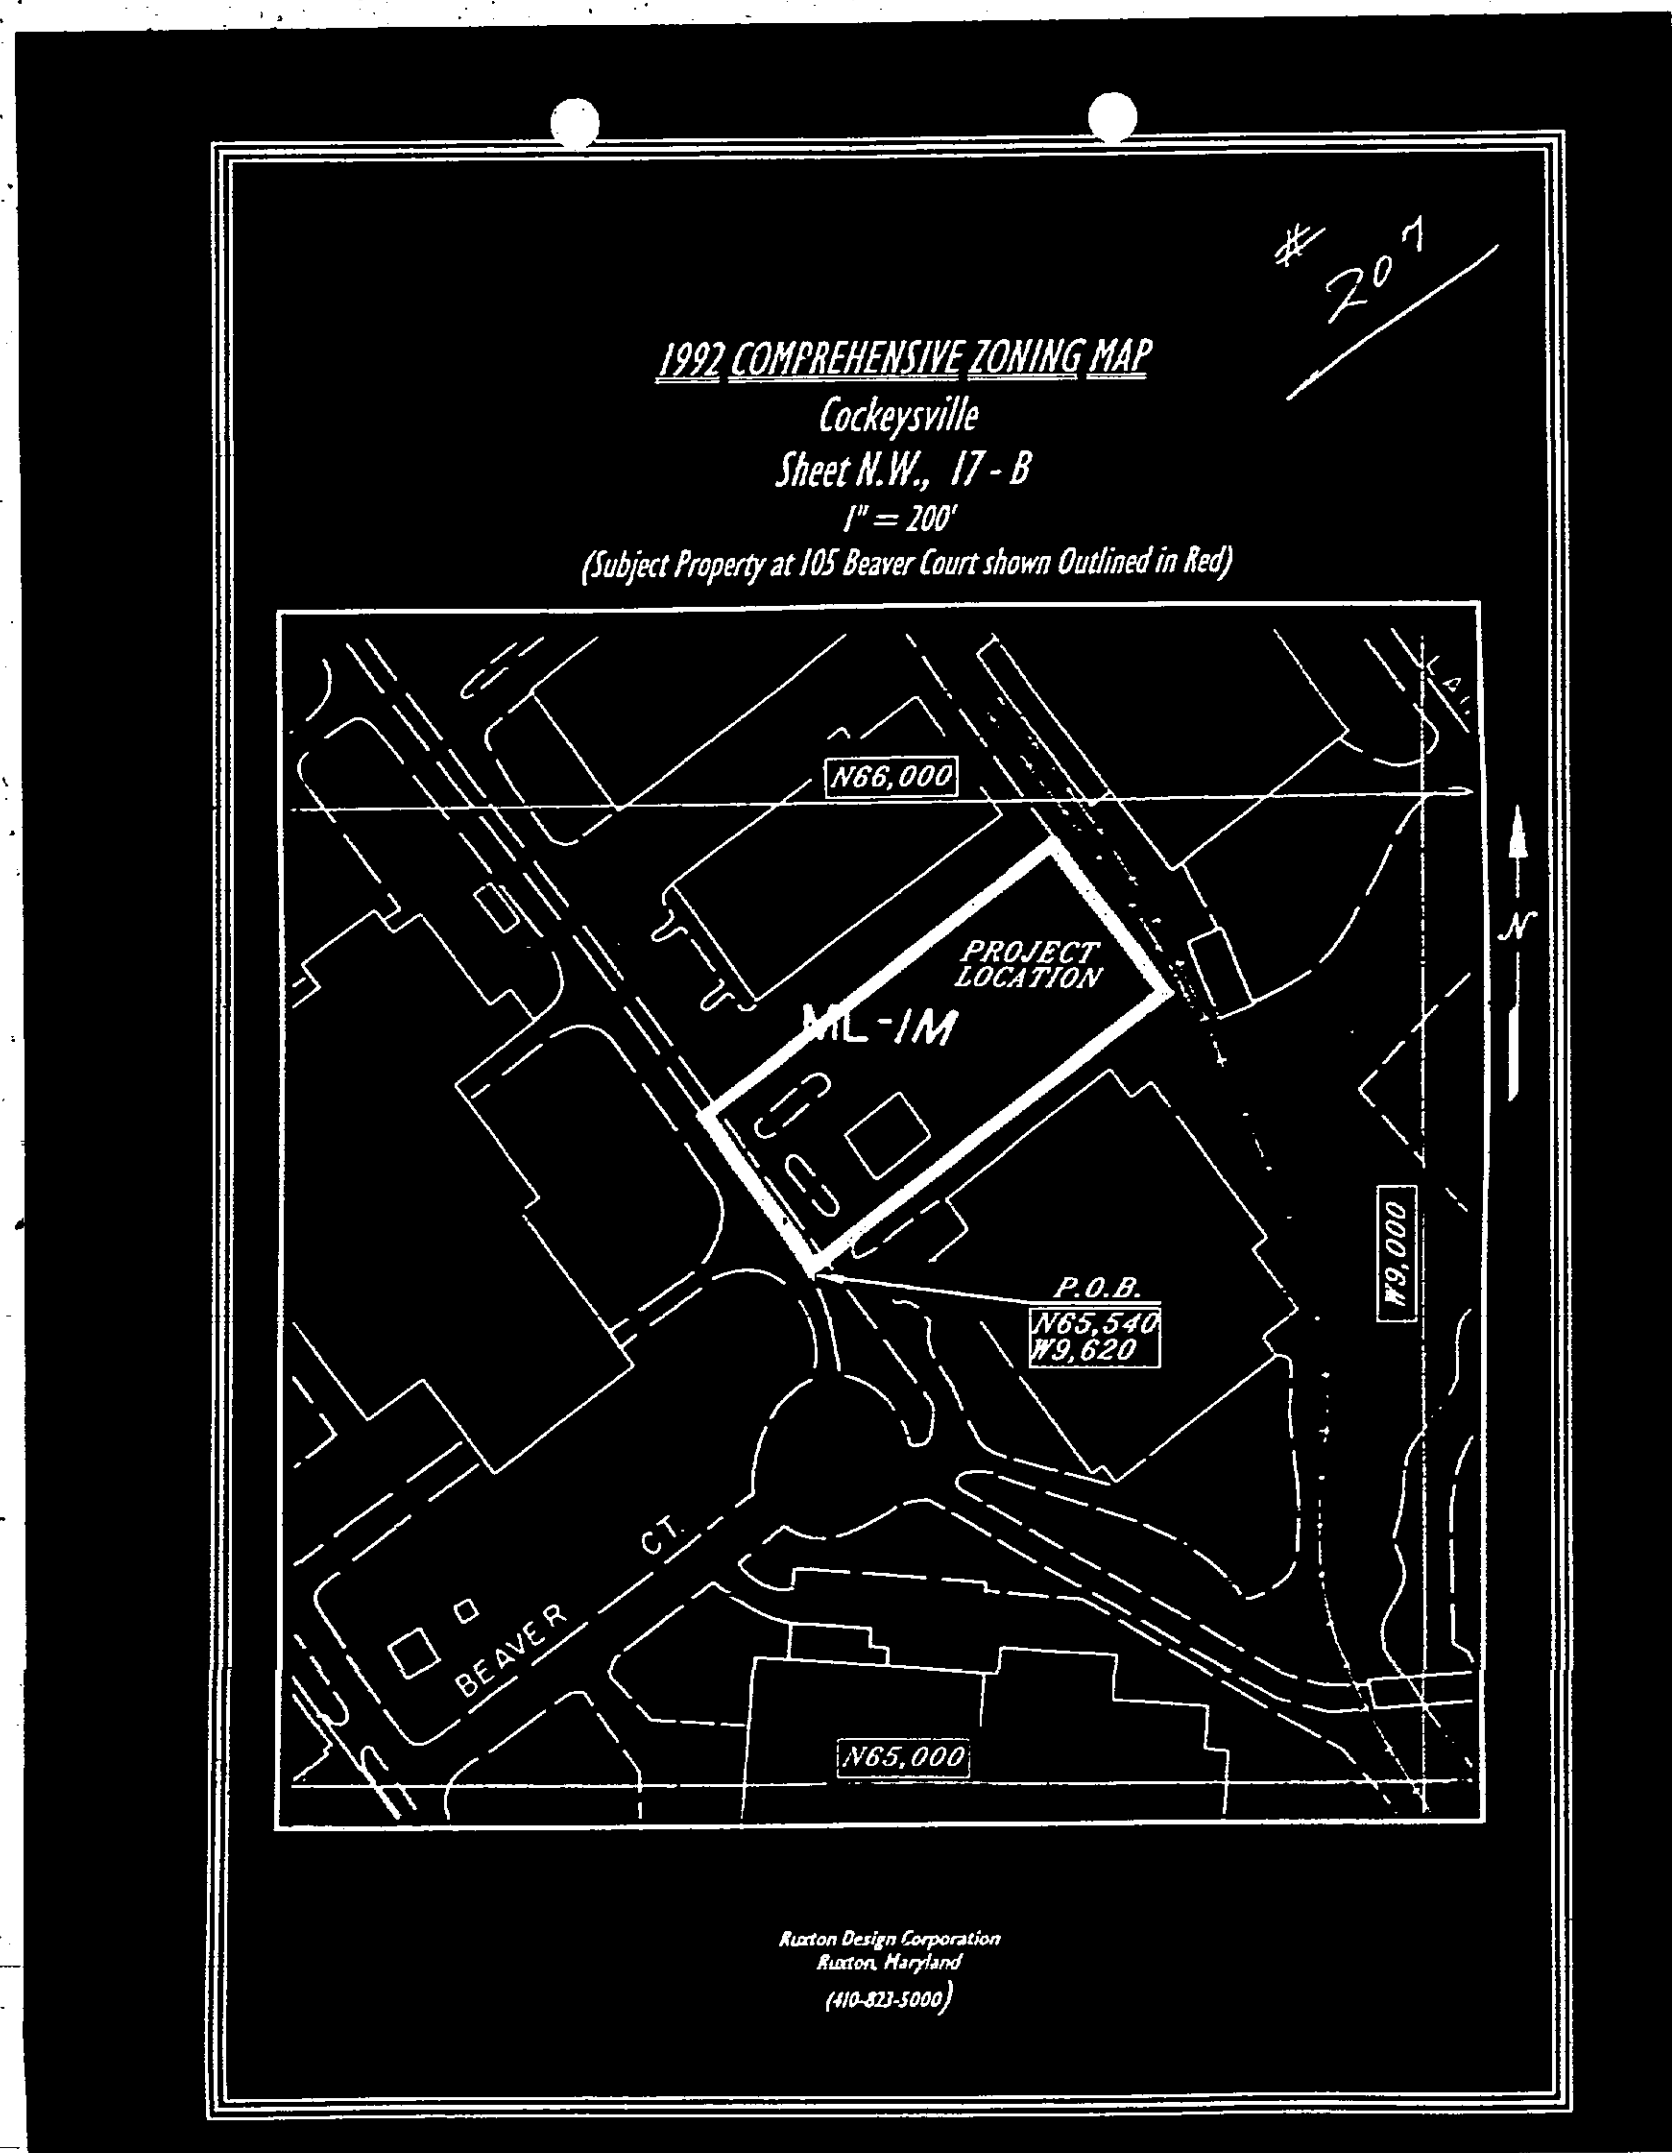 # 207
1992 COMPREHENSIVE ZONING MAP
Cockeysville
Sheet N.W., 17 - B
1" = 200'
(Subject Property at 105 Beaver Court shown Outlined in Red)
N66,000
N
PROJECT
LOCATION
ML-1M
W9,000
P.O.B.
N65,540
W9,620
BEAVER CT.
N65,000
Ruxton Design Corporation
Ruxton, Maryland
(410-823-5000)